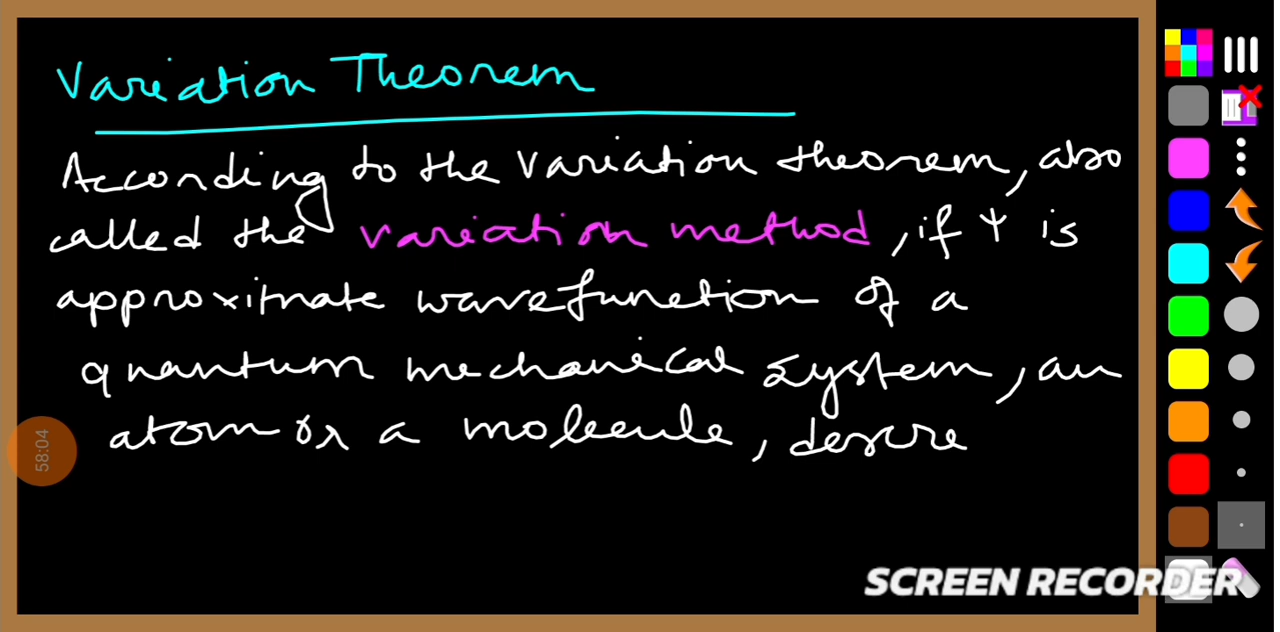 Variation Theorem
According to the variation theorem, also
called the variation method, if Ψ is
approximate wavefunction of a
quantum mechanical system, an
atom or a molecule,
58:04
SCREEN RECORDER